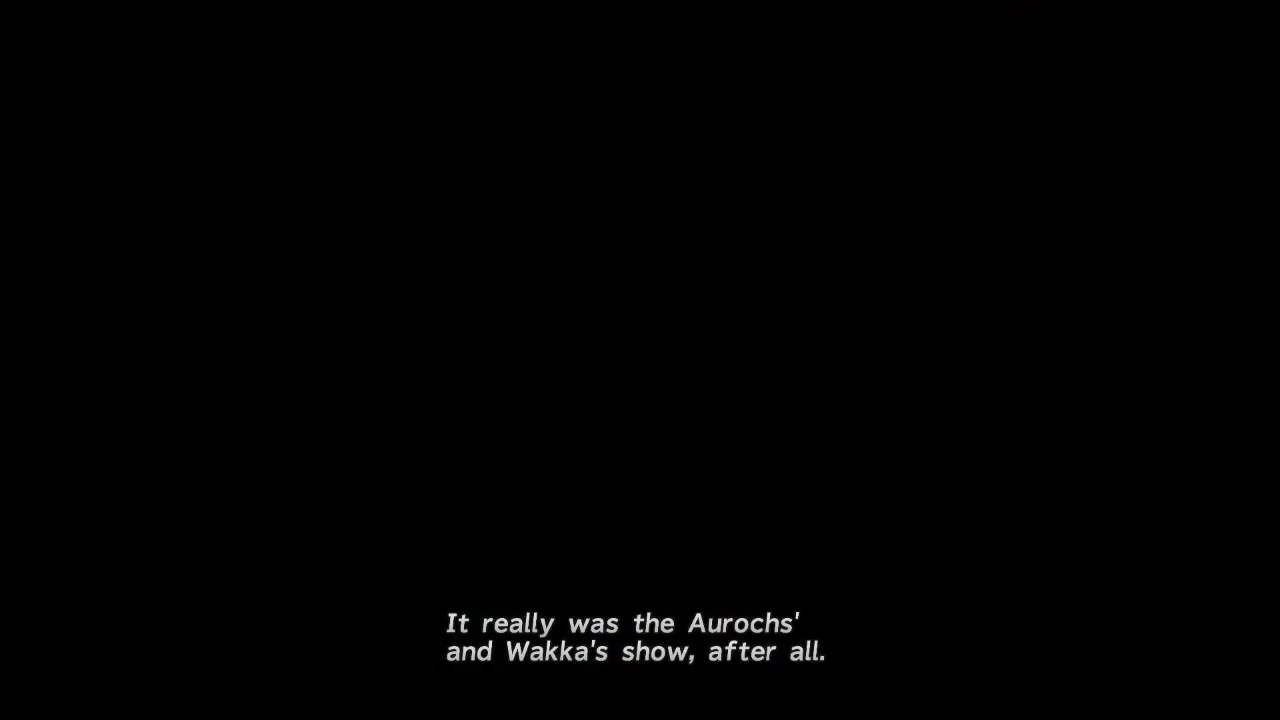 It really was the Aurochs'
and Wakka's show, after all.